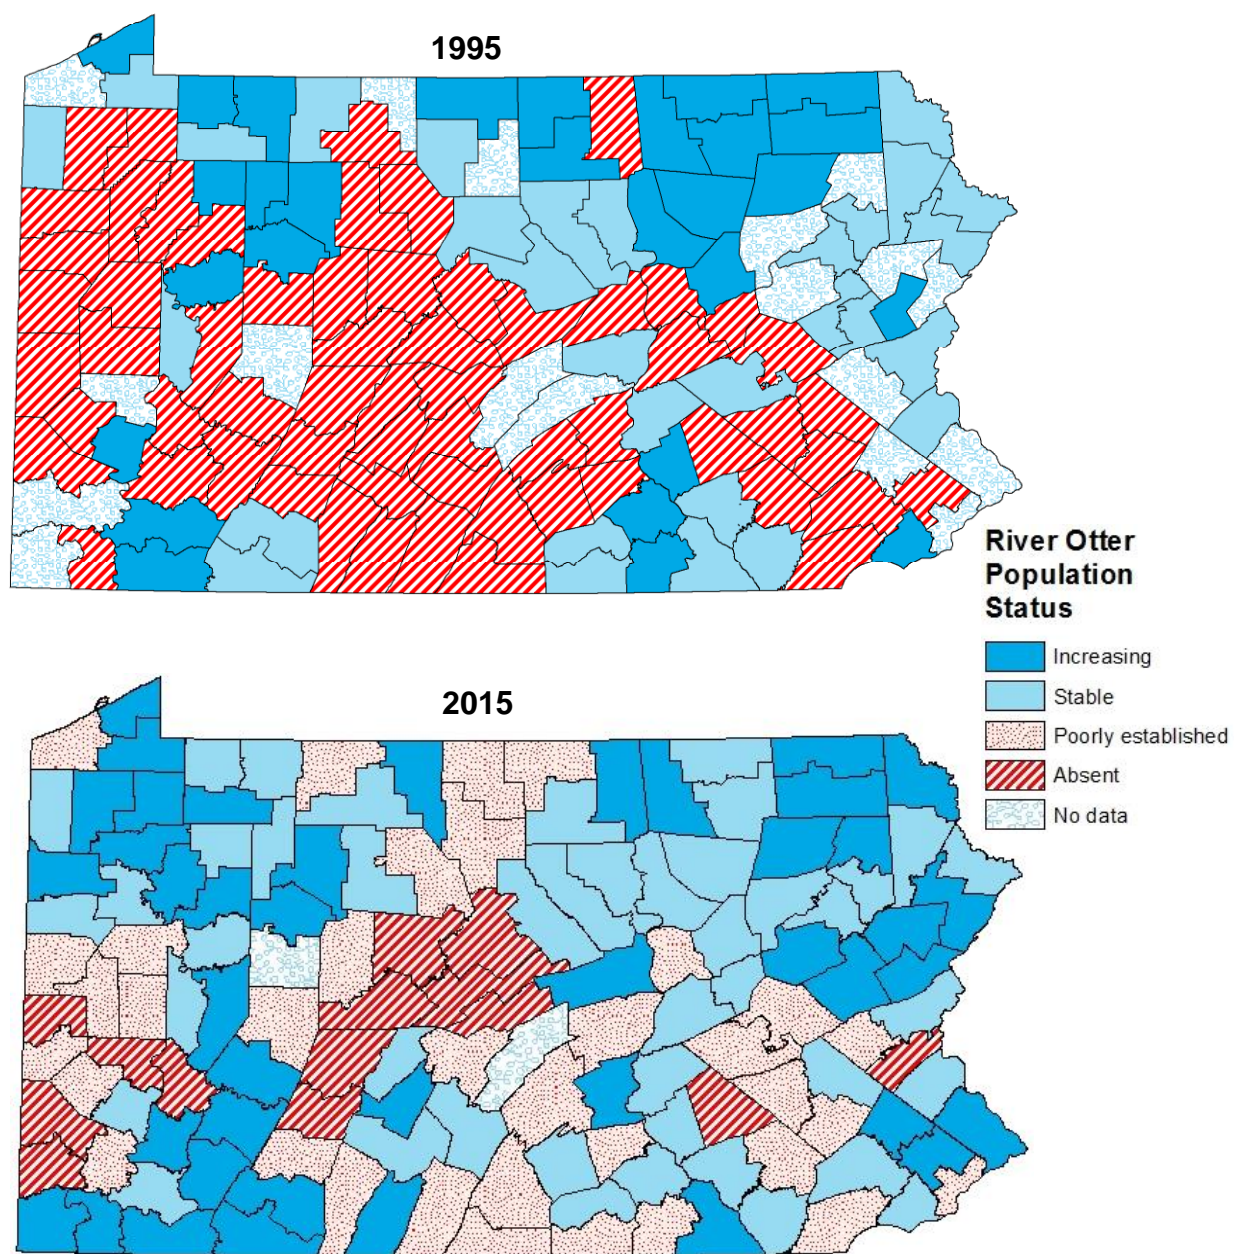 1995
River Otter
Population
Status
Increasing
Stable
Poorly established
Absent
No data
2015